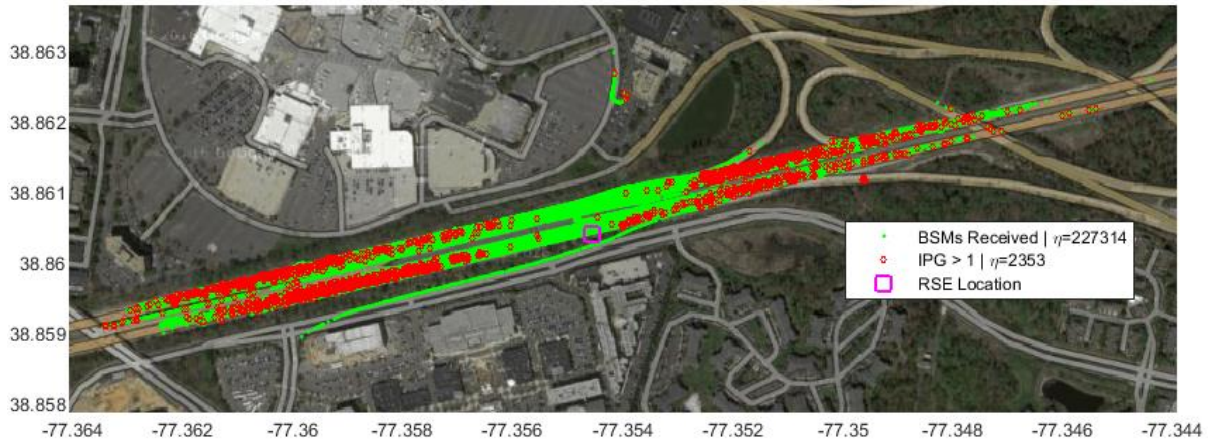 38.863
38.862
38.861
38.86
38.859
38.858
BSMs Received | η=227314
IPG > 1 | η=2353
RSE Location
-77.364 -77.362 -77.36 -77.358 -77.356 -77.354 -77.352 -77.35 -77.348 -77.346 -77.344